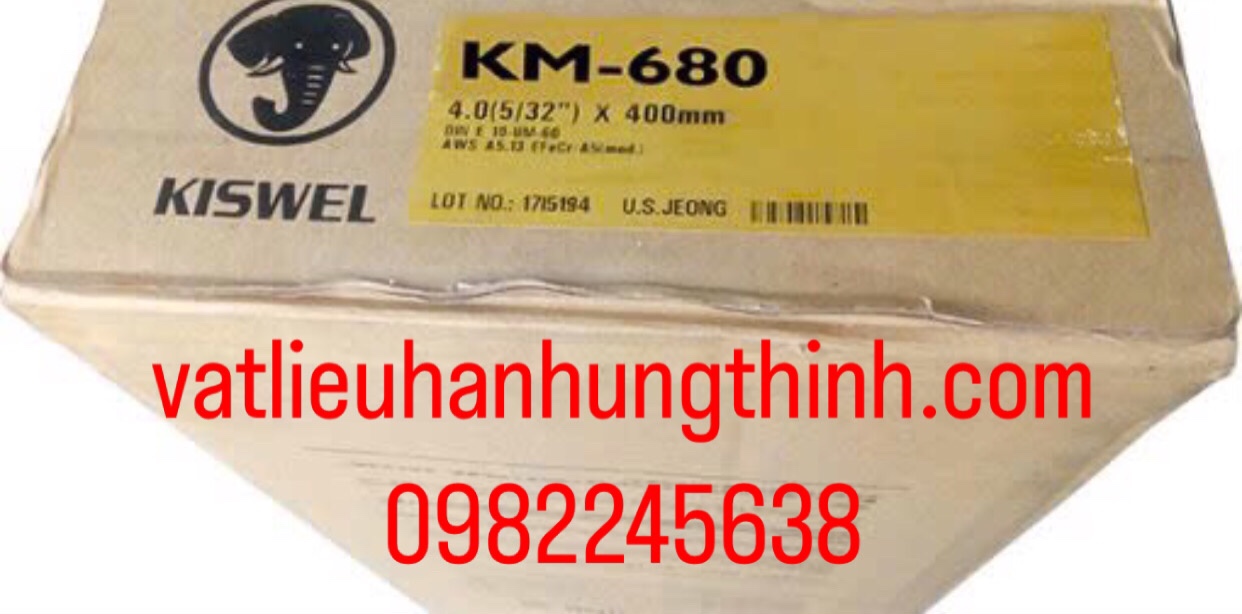 KM-680
4.0(5/32") X 400mm
DIN E 10-UM-60
AWS A5.13 EFeCr-A5(mod.)
KISWEL
LOT NO.: 1715194 U.S.JEONG
vatlieuhanhungthinh.com
0982245638